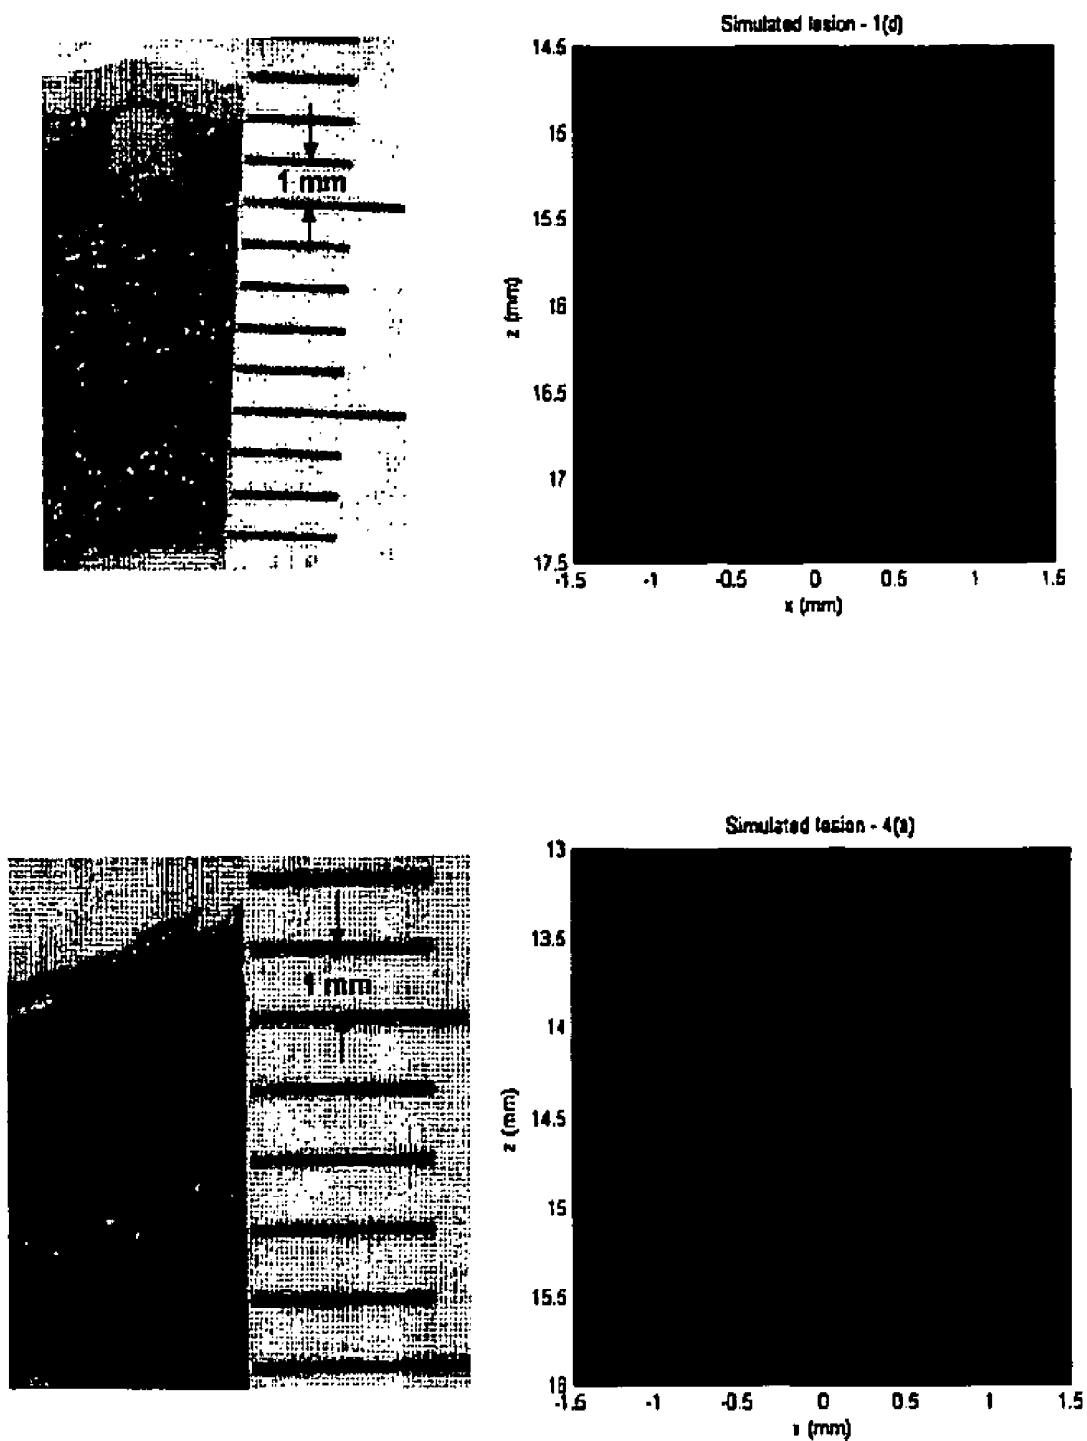 Simulated lesion - 1(d)
14.5
15
15.5
16
16.5
17
17.5
z (mm)
-1.5 -1 -0.5 0 0.5 1 1.5
x (mm)
1 mm
Simulated lesion - 4(a)
13
13.5
14
14.5
15
15.5
16
z (mm)
-1.5 -1 -0.5 0 0.5 1 1.5
x (mm)
1 mm